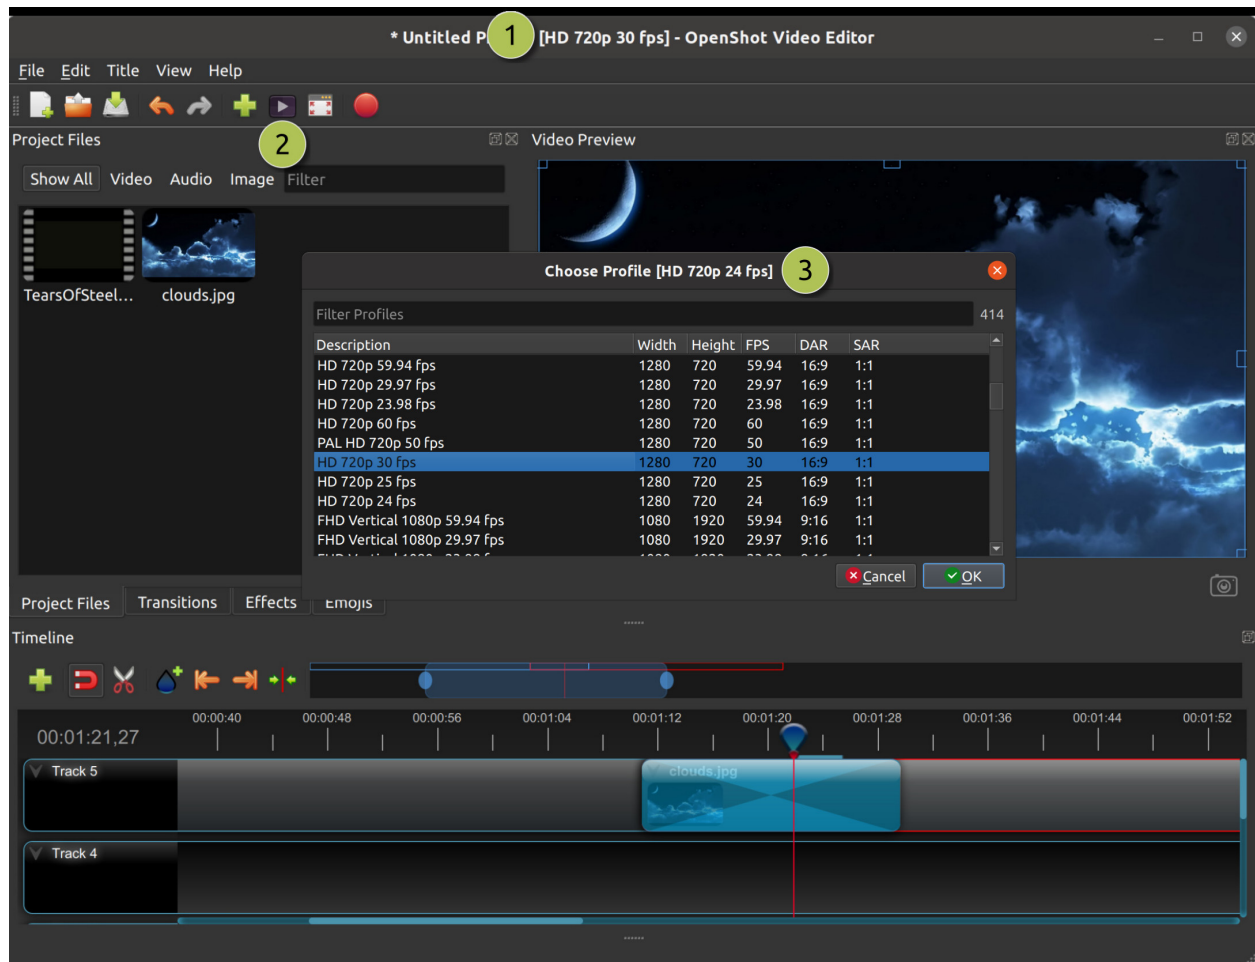 * Untitled P 1 [HD 720p 30 fps] - OpenShot Video Editor
File Edit Title View Help
2
Project Files
Video Preview
Show All Video Audio Image Filter
TearsOfSteel... clouds.jpg
Choose Profile [HD 720p 24 fps] 3
Filter Profiles 414
Description Width Height FPS DAR SAR
HD 720p 59.94 fps 1280 720 59.94 16:9 1:1
HD 720p 29.97 fps 1280 720 29.97 16:9 1:1
HD 720p 23.98 fps 1280 720 23.98 16:9 1:1
HD 720p 60 fps 1280 720 60 16:9 1:1
PAL HD 720p 50 fps 1280 720 50 16:9 1:1
HD 720p 30 fps 1280 720 30 16:9 1:1
HD 720p 25 fps 1280 720 25 16:9 1:1
HD 720p 24 fps 1280 720 24 16:9 1:1
FHD Vertical 1080p 59.94 fps 1080 1920 59.94 9:16 1:1
FHD Vertical 1080p 29.97 fps 1080 1920 29.97 9:16 1:1
Cancel OK
Project Files Transitions Effects Emojis
Timeline
00:00:40 00:00:48 00:00:56 00:01:04 00:01:12 00:01:20 00:01:28 00:01:36 00:01:44 00:01:52
00:01:21,27
Track 5
clouds.jpg
Track 4